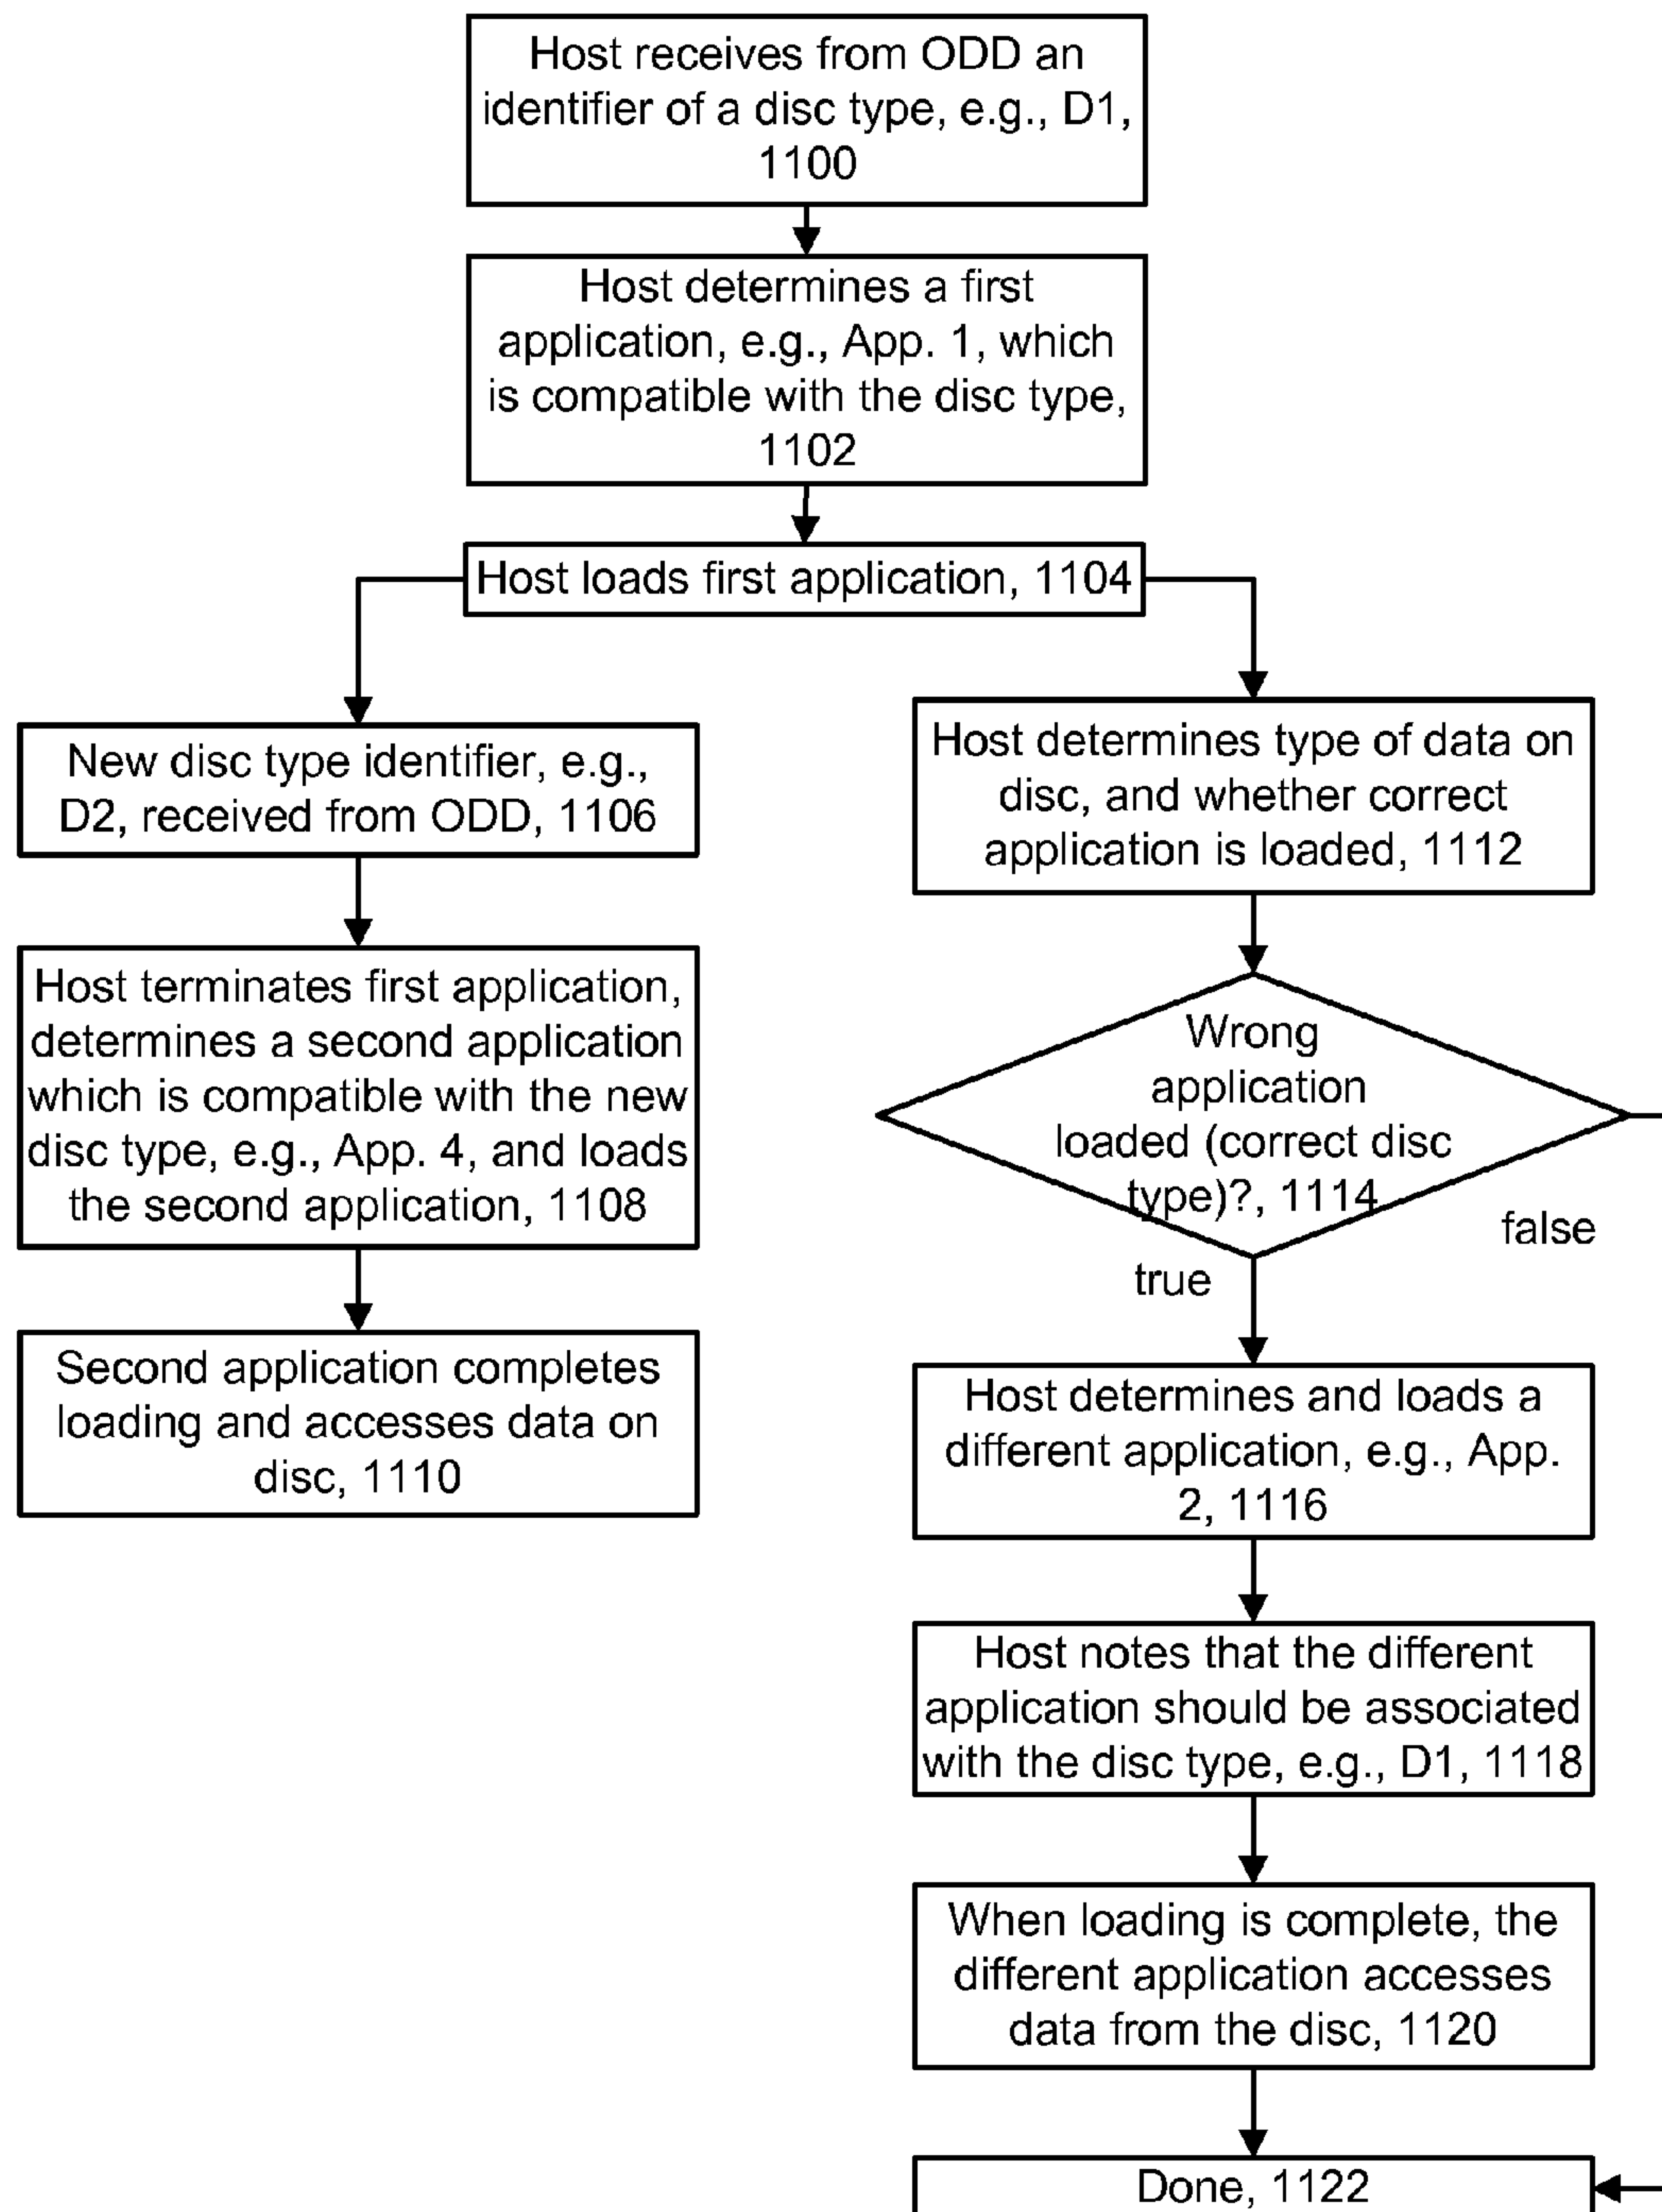 Host receives from ODD an
identifier of a disc type, e.g., D1,
1100
Host determines a first
application, e.g., App. 1, which
is compatible with the disc type,
1102
Host loads first application, 1104
New disc type identifier, e.g.,
D2, received from ODD, 1106
Host terminates first application,
determines a second application
which is compatible with the new
disc type, e.g., App. 4, and loads
the second application, 1108
Second application completes
loading and accesses data on
disc, 1110
Host determines type of data on
disc, and whether correct
application is loaded, 1112
Wrong
application
loaded (correct disc
type)?, 1114
false
true
Host determines and loads a
different application, e.g., App.
2, 1116
Host notes that the different
application should be associated
with the disc type, e.g., D1, 1118
When loading is complete, the
different application accesses
data from the disc, 1120
Done, 1122